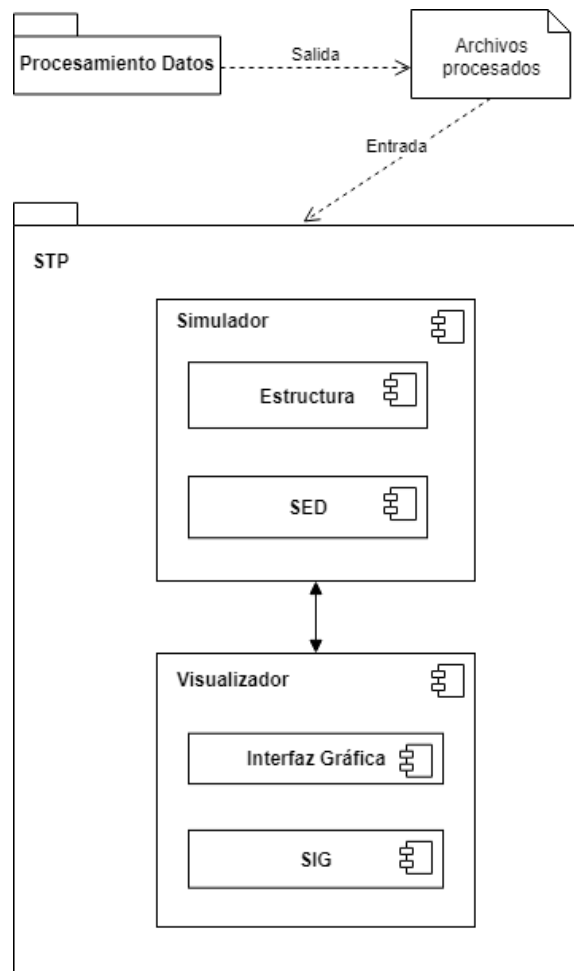 Procesamiento Datos
Salida
Archivos
procesados
Entrada
STP
Simulador
Estructura
SED
Visualizador
Interfaz Gráfica
SIG